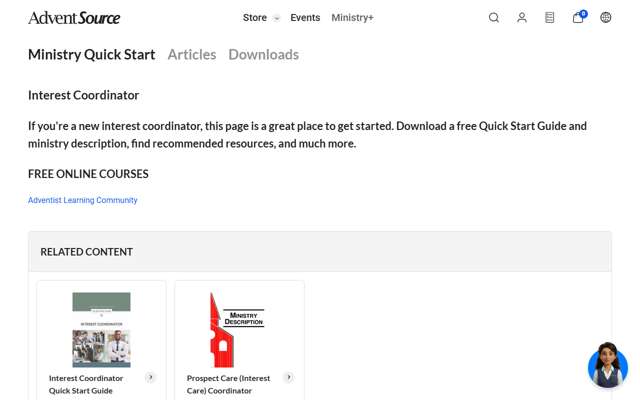 AdventSource
Store Events Ministry+
0
Ministry Quick Start Articles Downloads
Interest Coordinator
If you're a new interest coordinator, this page is a great place to get started. Download a free Quick Start Guide and
ministry description, find recommended resources, and much more.
FREE ONLINE COURSES
Adventist Learning Community
RELATED CONTENT
INTEREST COORDINATOR
MINISTRY
DESCRIPTION
Interest Coordinator
Quick Start Guide
Prospect Care (Interest
Care) Coordinator